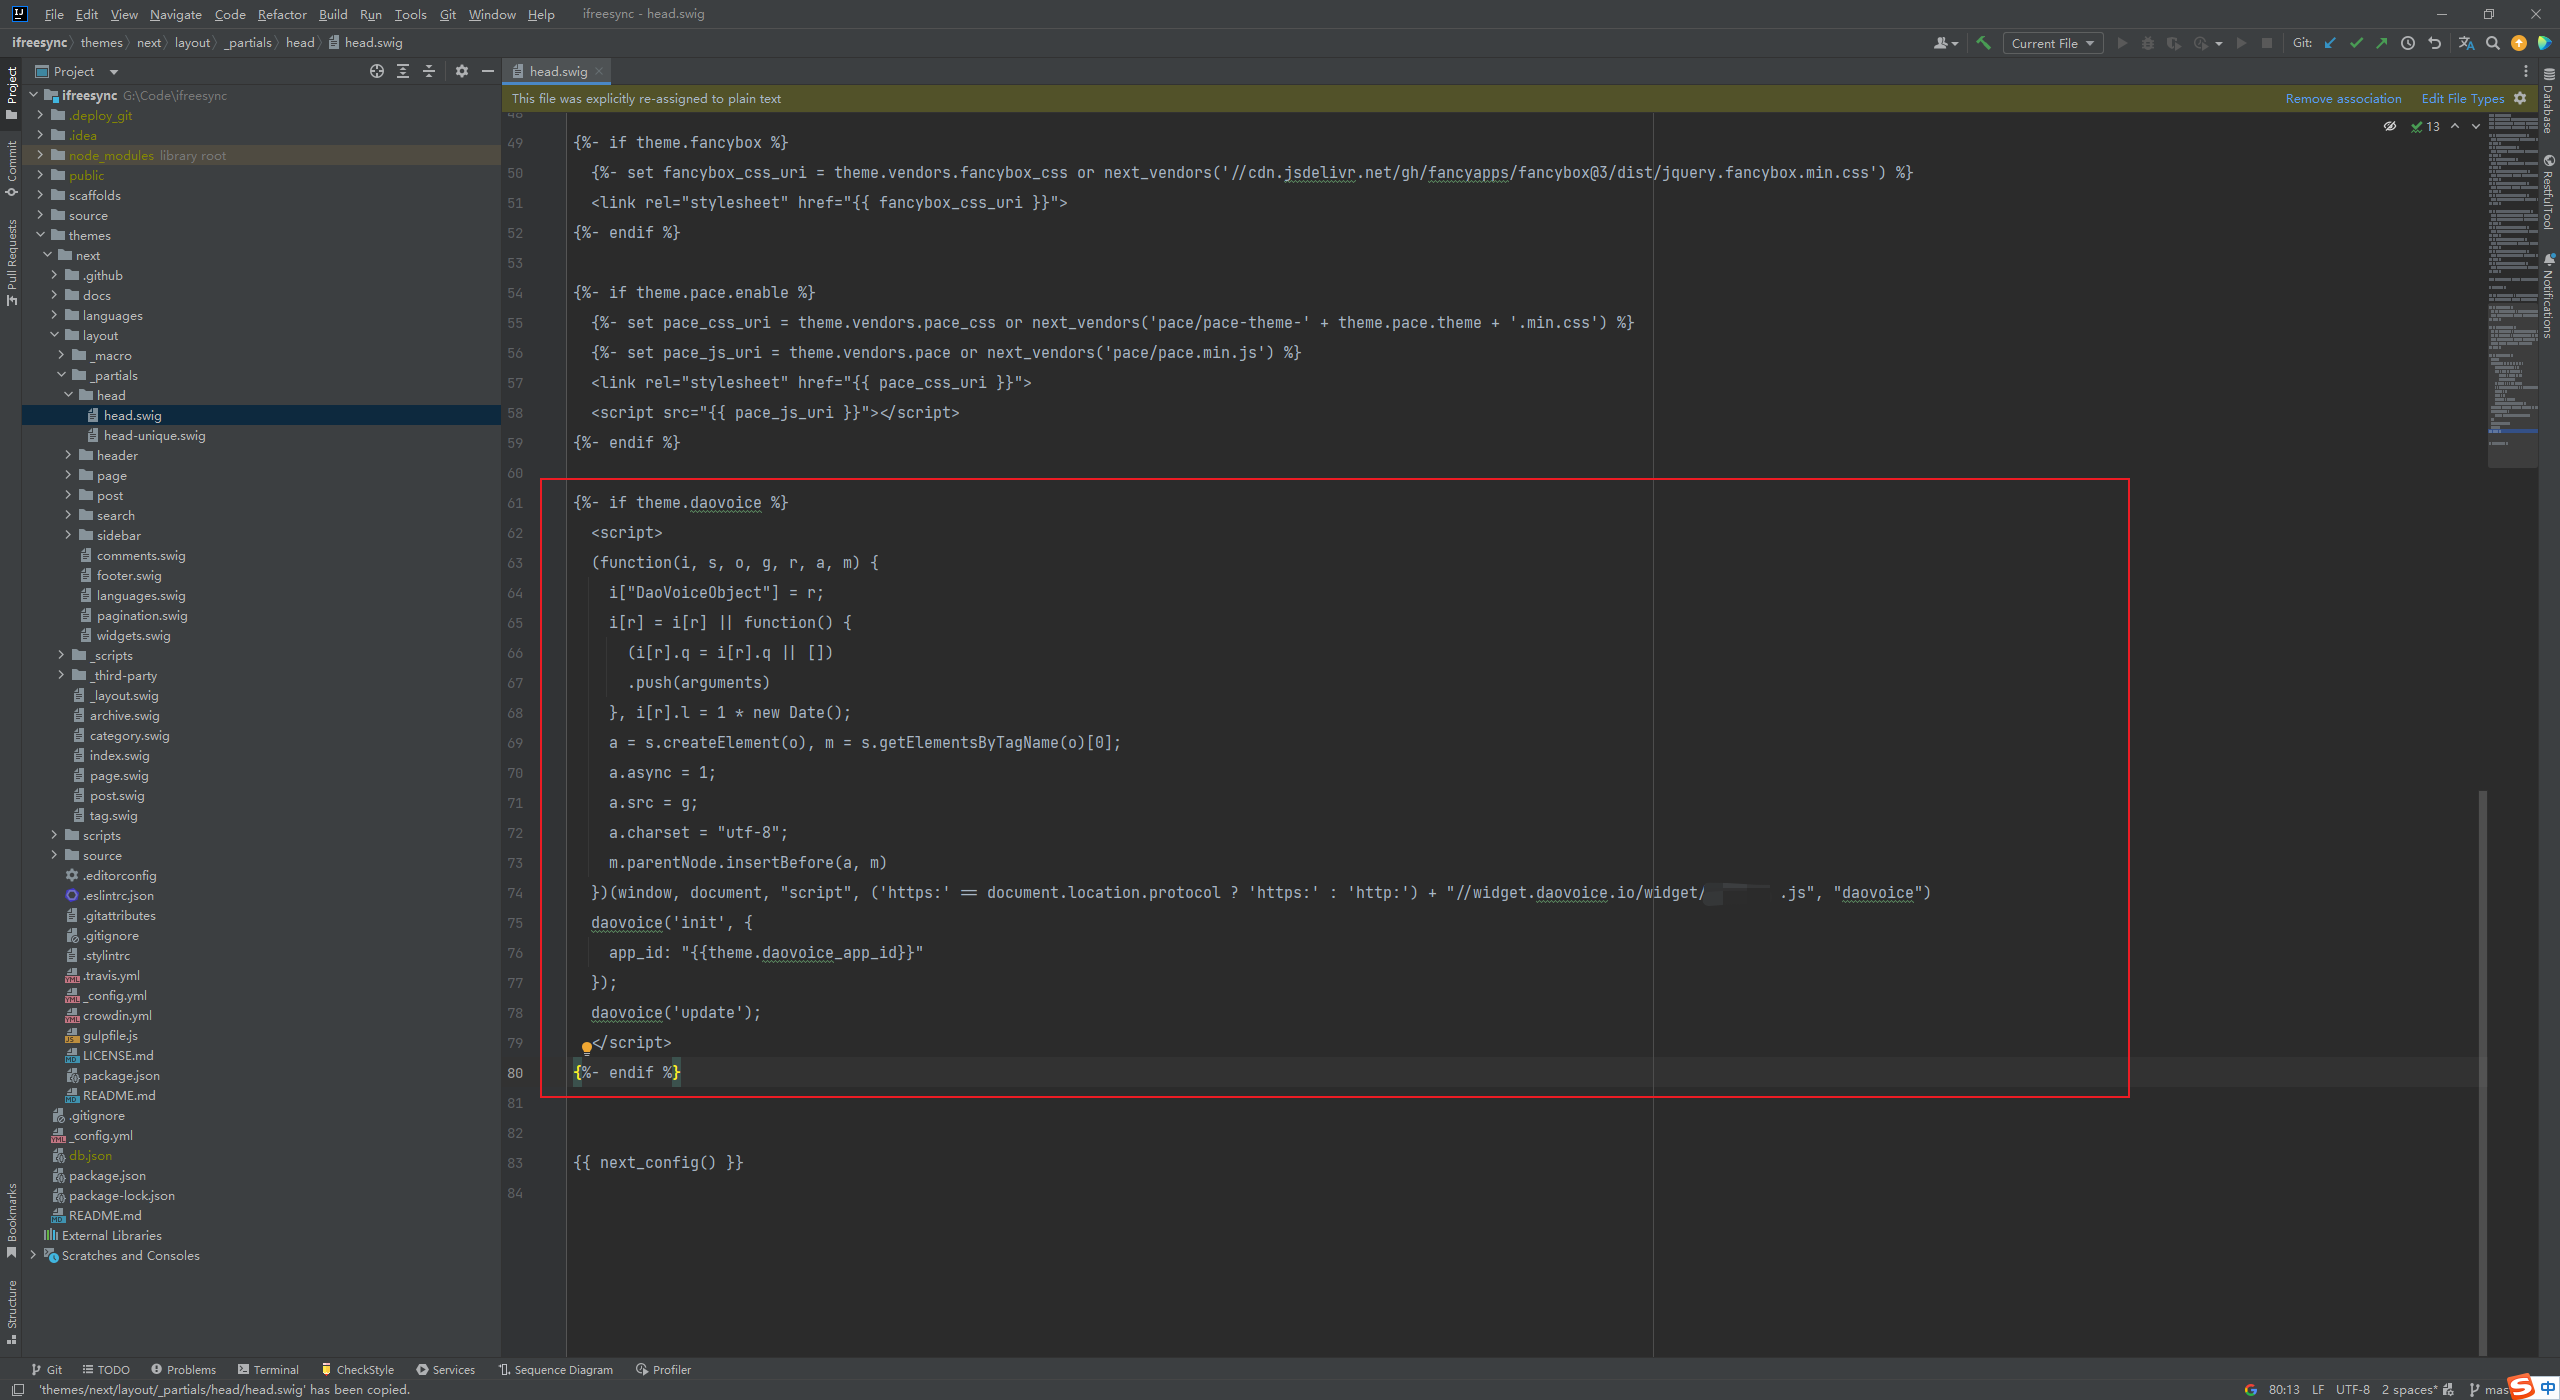 File Edit View Navigate Code Refactor Build Run Tools Git Window Help ifreesync - head.swig
ifreesync themes next layout _partials head head.swig
Current File
Git:
Project
head.swig
This file was explicitly re-assigned to plain text
Remove association Edit File Types
13
Project
Commit
Pull Requests
Bookmarks
Structure
ifreesync G:\Code\ifreesync
.deploy_git
.idea
node_modules library root
public
scaffolds
source
themes
next
.github
docs
languages
layout
_macro
_partials
head
head.swig
head-unique.swig
header
page
post
search
sidebar
comments.swig
footer.swig
languages.swig
pagination.swig
widgets.swig
_scripts
_third-party
_layout.swig
archive.swig
category.swig
index.swig
page.swig
post.swig
tag.swig
scripts
source
.editorconfig
.eslintrc.json
.gitattributes
.gitignore
.stylintrc
.travis.yml
_config.yml
crowdin.yml
gulpfile.js
LICENSE.md
package.json
README.md
.gitignore
_config.yml
db.json
package.json
package-lock.json
README.md
External Libraries
Scratches and Consoles
48
49 {%- if theme.fancybox %}
50 {%- set fancybox_css_uri = theme.vendors.fancybox_css or next_vendors('//cdn.jsdelivr.net/gh/fancyapps/fancybox@3/dist/jquery.fancybox.min.css') %}
51 <link rel="stylesheet" href="{{ fancybox_css_uri }}">
52 {%- endif %}
53
54 {%- if theme.pace.enable %}
55 {%- set pace_css_uri = theme.vendors.pace_css or next_vendors('pace/pace-theme-' + theme.pace.theme + '.min.css') %}
56 {%- set pace_js_uri = theme.vendors.pace or next_vendors('pace/pace.min.js') %}
57 <link rel="stylesheet" href="{{ pace_css_uri }}">
58 <script src="{{ pace_js_uri }}"></script>
59 {%- endif %}
60
61 {%- if theme.daovoice %}
62 <script>
63 (function(i, s, o, g, r, a, m) {
64 i["DaoVoiceObject"] = r;
65 i[r] = i[r] || function() {
66 (i[r].q = i[r].q || [])
67 .push(arguments)
68 }, i[r].l = 1 * new Date();
69 a = s.createElement(o), m = s.getElementsByTagName(o)[0];
70 a.async = 1;
71 a.src = g;
72 a.charset = "utf-8";
73 m.parentNode.insertBefore(a, m)
74 })(window, document, "script", ('https:' == document.location.protocol ? 'https:' : 'http:') + "//widget.daovoice.io/widget/ .js", "daovoice")
75 daovoice('init', {
76 app_id: "{{theme.daovoice_app_id}}"
77 });
78 daovoice('update');
79 </script>
80 {%- endif %}
81
82
83 {{ next_config() }}
84
Database
RestfulTool
Notifications
Git TODO Problems Terminal CheckStyle Services Sequence Diagram Profiler
'themes/next/layout/_partials/head/head.swig' has been copied.
80:13 LF UTF-8 2 spaces* mas
中